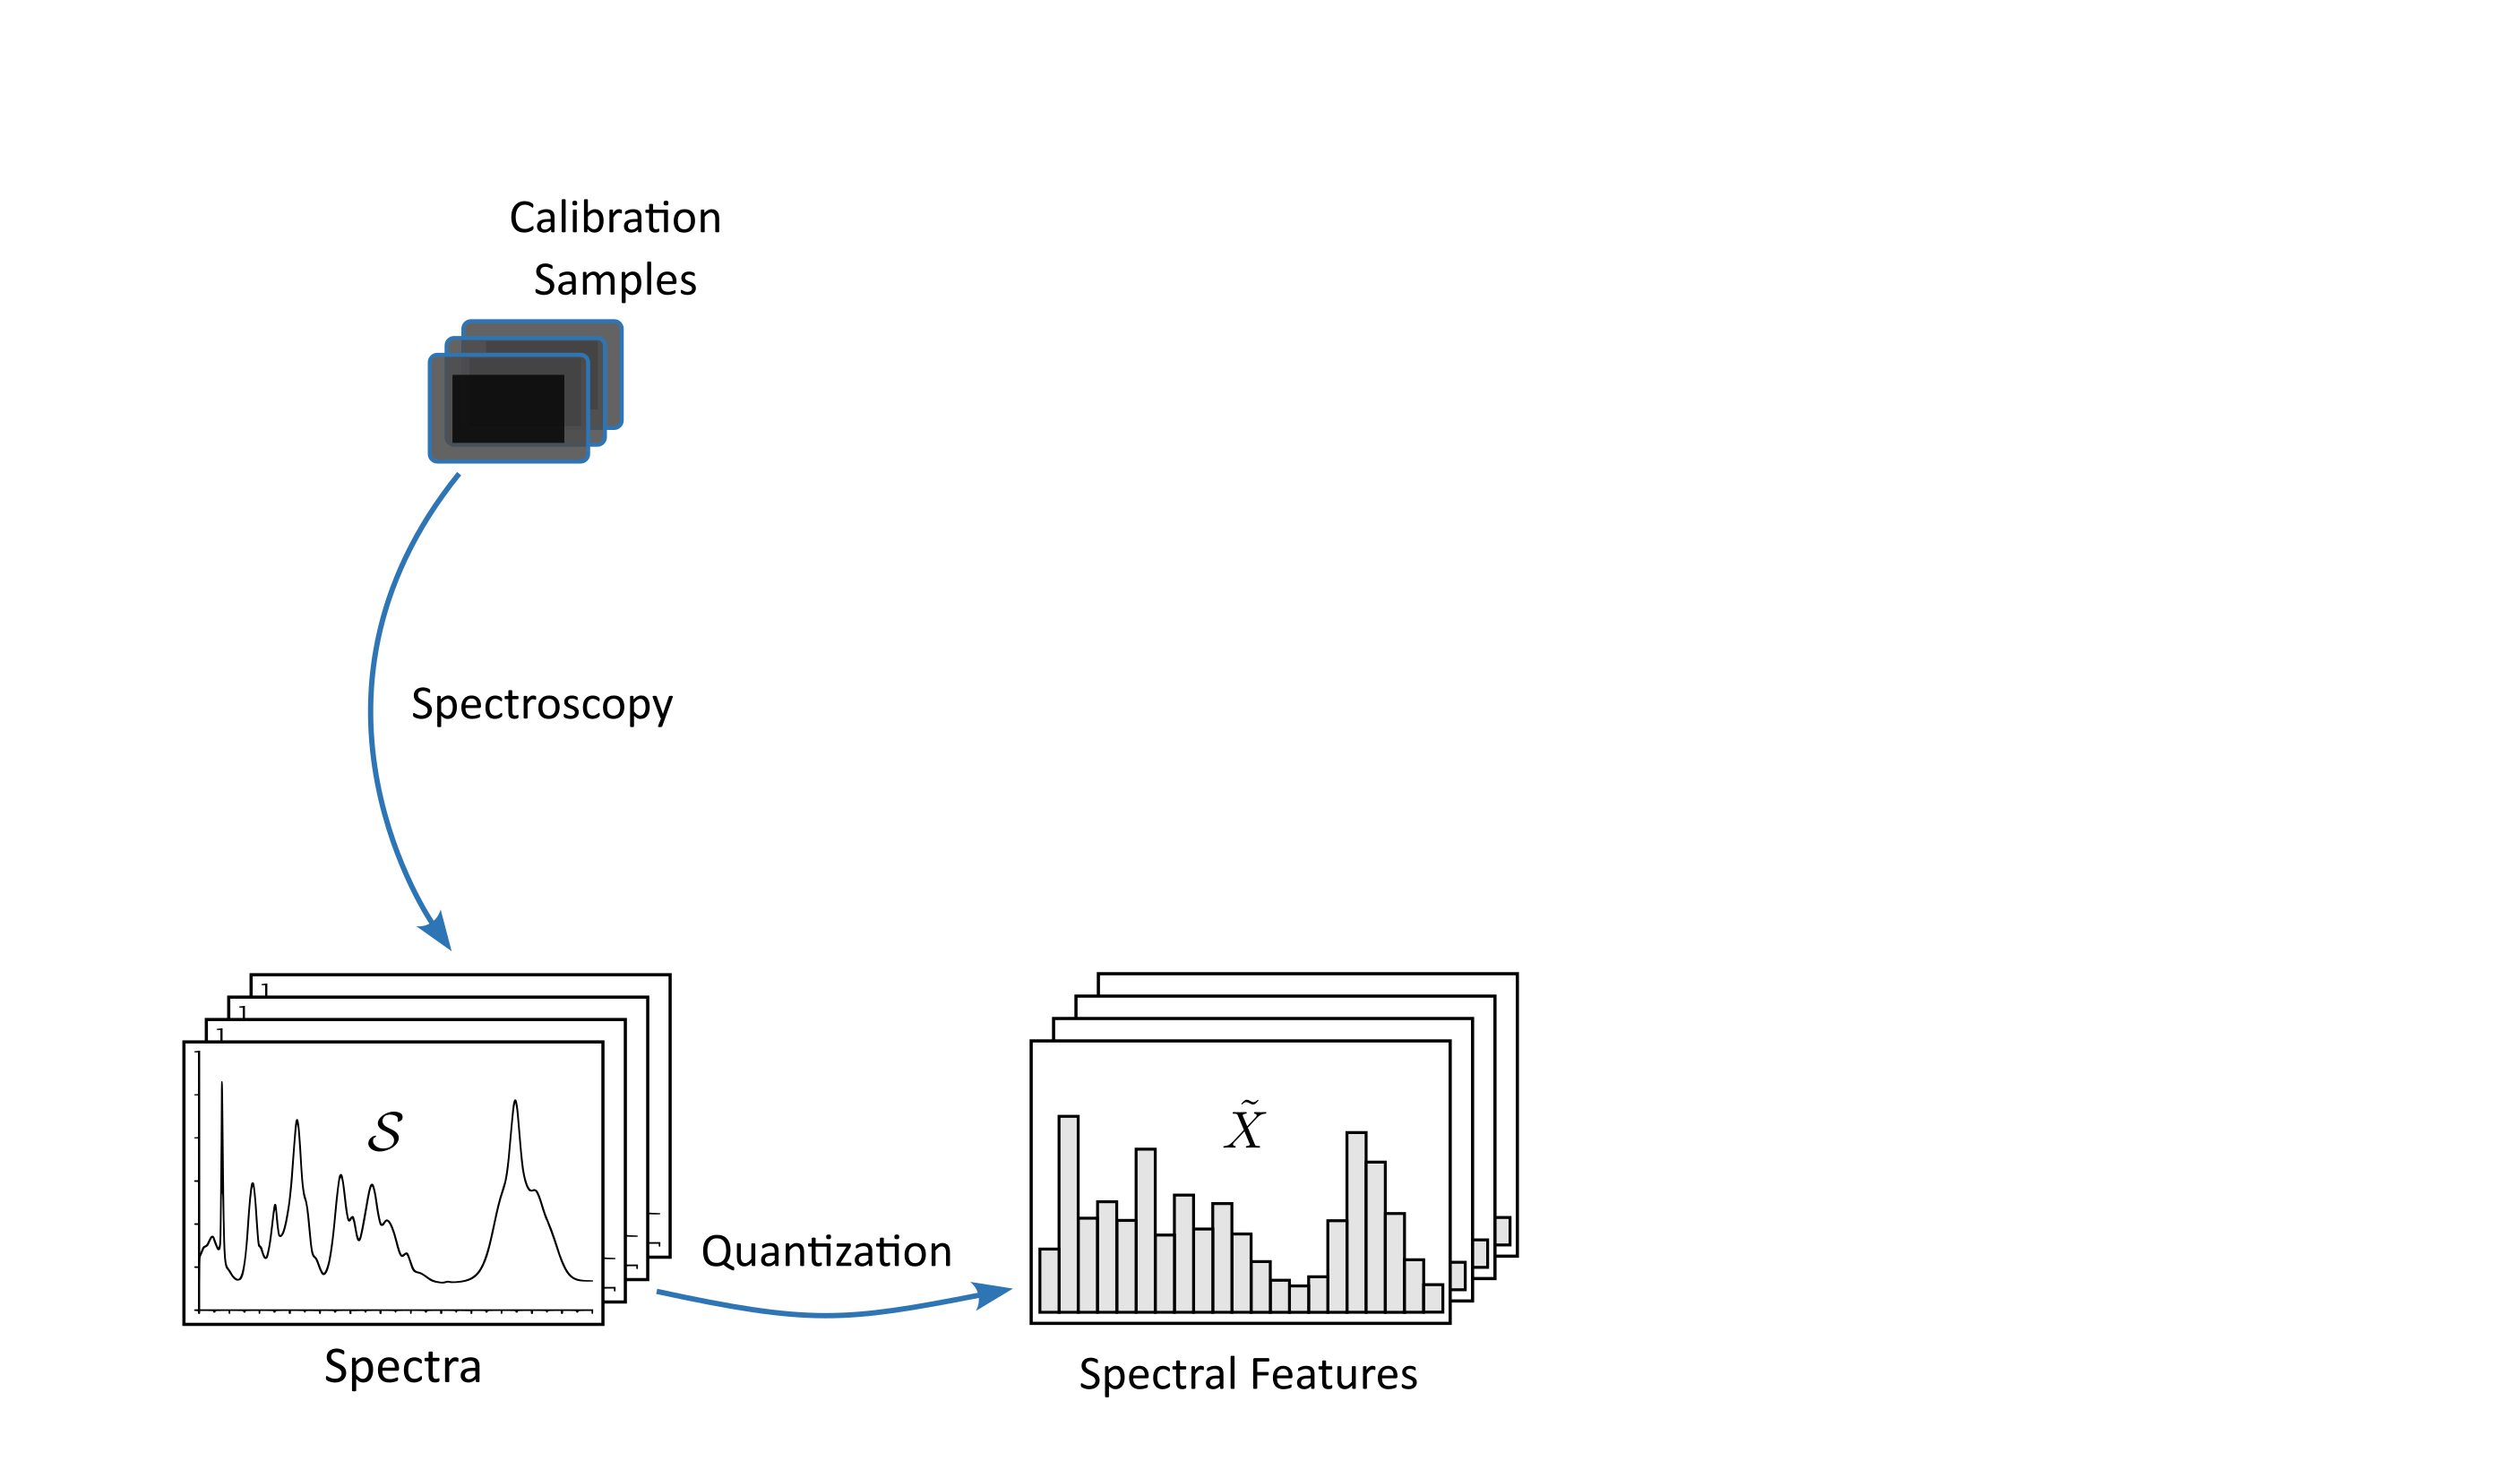 Calibration
Samples
Spectroscopy
𝒮
X̃
Quantization
Spectra
Spectral Features